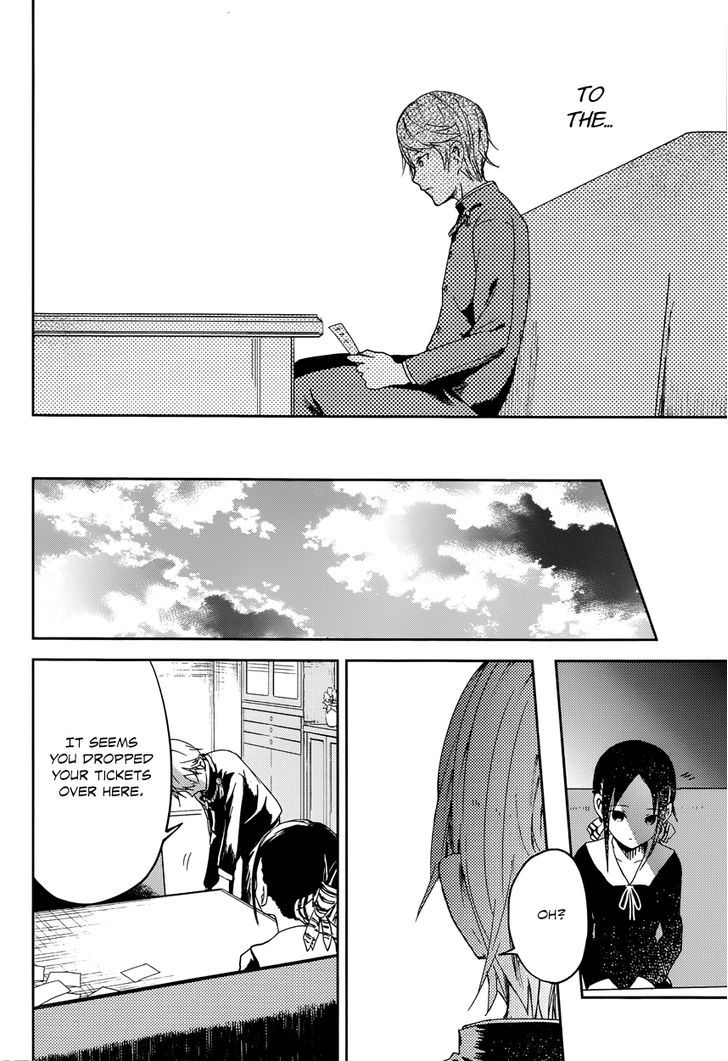 TO
THE...
OH?
IT SEEMS
YOU DROPPED
YOUR TICKETS
OVER HERE.